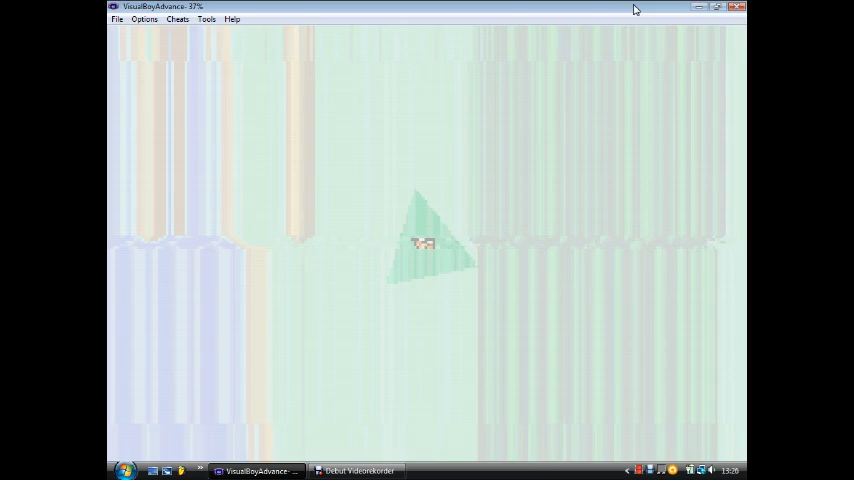 VisualBoyAdvance- 37%
File Options Cheats Tools Help
VisualBoyAdvance- ...
Debut Videorekorder
13:26